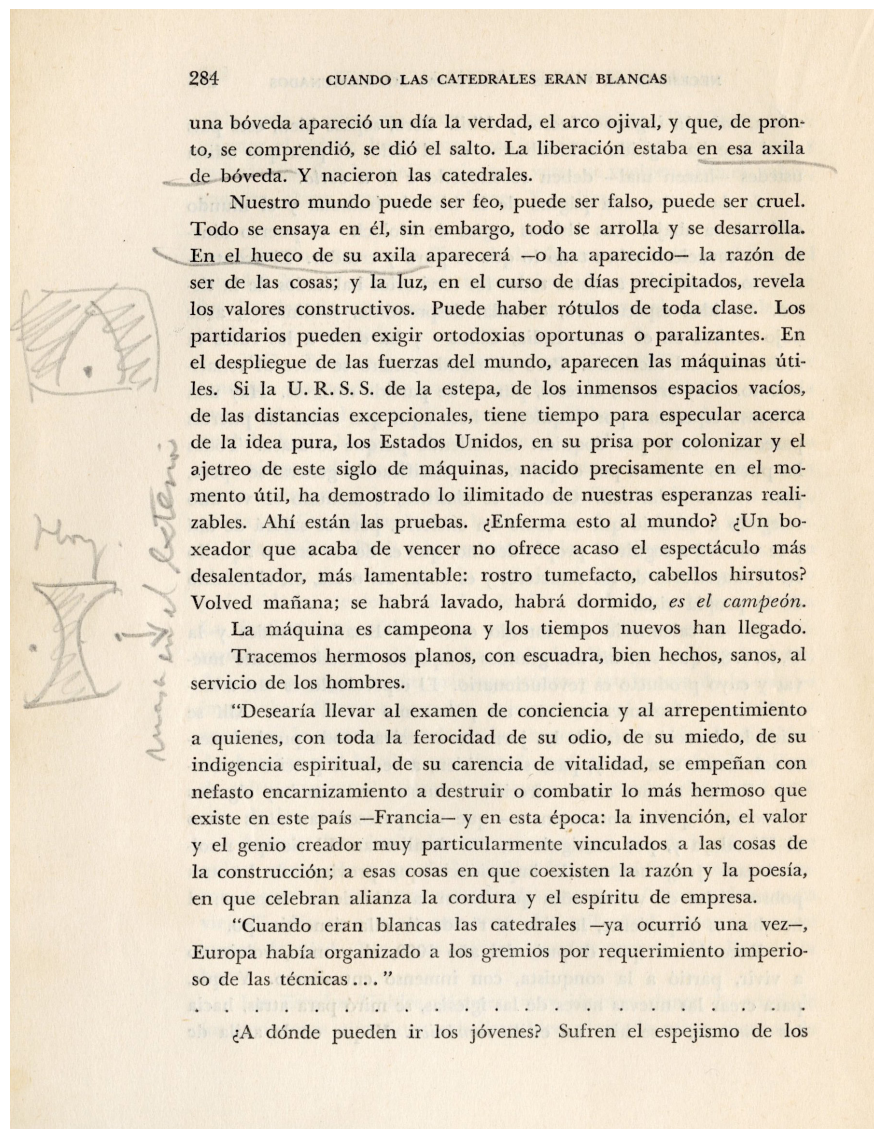 284 CUANDO LAS CATEDRALES ERAN BLANCAS
una bóveda apareció un día la verdad, el arco ojival, y que, de pron-
to, se comprendió, se dió el salto. La liberación estaba en esa axila
de bóveda. Y nacieron las catedrales.
Nuestro mundo puede ser feo, puede ser falso, puede ser cruel.
Todo se ensaya en él, sin embargo, todo se arrolla y se desarrolla.
En el hueco de su axila aparecerá —o ha aparecido— la razón de
ser de las cosas; y la luz, en el curso de días precipitados, revela
los valores constructivos. Puede haber rótulos de toda clase. Los
partidarios pueden exigir ortodoxias oportunas o paralizantes. En
el despliegue de las fuerzas del mundo, aparecen las máquinas úti-
les. Si la U. R. S. S. de la estepa, de los inmensos espacios vacíos,
de las distancias excepcionales, tiene tiempo para especular acerca
de la idea pura, los Estados Unidos, en su prisa por colonizar y el
ajetreo de este siglo de máquinas, nacido precisamente en el mo-
mento útil, ha demostrado lo ilimitado de nuestras esperanzas reali-
zables. Ahí están las pruebas. ¿Enferma esto al mundo? ¿Un bo-
xeador que acaba de vencer no ofrece acaso el espectáculo más
desalentador, más lamentable: rostro tumefacto, cabellos hirsutos?
Volved mañana; se habrá lavado, habrá dormido, es el campeón.
La máquina es campeona y los tiempos nuevos han llegado.
Tracemos hermosos planos, con escuadra, bien hechos, sanos, al
servicio de los hombres.
“Desearía llevar al examen de conciencia y al arrepentimiento
a quienes, con toda la ferocidad de su odio, de su miedo, de su
indigencia espiritual, de su carencia de vitalidad, se empeñan con
nefasto encarnizamiento a destruir o combatir lo más hermoso que
existe en este país —Francia— y en esta época: la invención, el valor
y el genio creador muy particularmente vinculados a las cosas de
la construcción; a esas cosas en que coexisten la razón y la poesía,
en que celebran alianza la cordura y el espíritu de empresa.
“Cuando eran blancas las catedrales —ya ocurrió una vez—,
Europa había organizado a los gremios por requerimiento imperio-
so de las técnicas . . . ”
. . . . . . . . . . . . . . . . . . . . . .
¿A dónde pueden ir los jóvenes? Sufren el espejismo de los
Hoy.
en el exterior